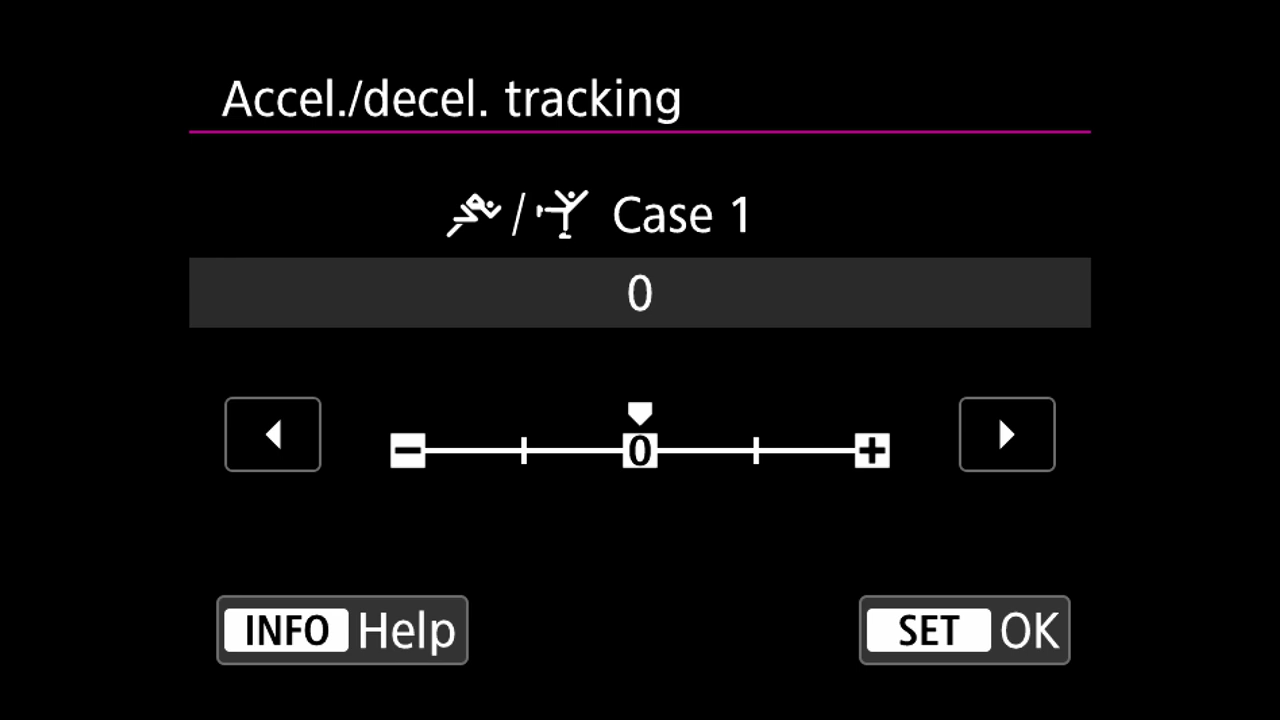 Accel./decel. tracking
/ Case 1
0
− 0 +
INFO Help
SET OK